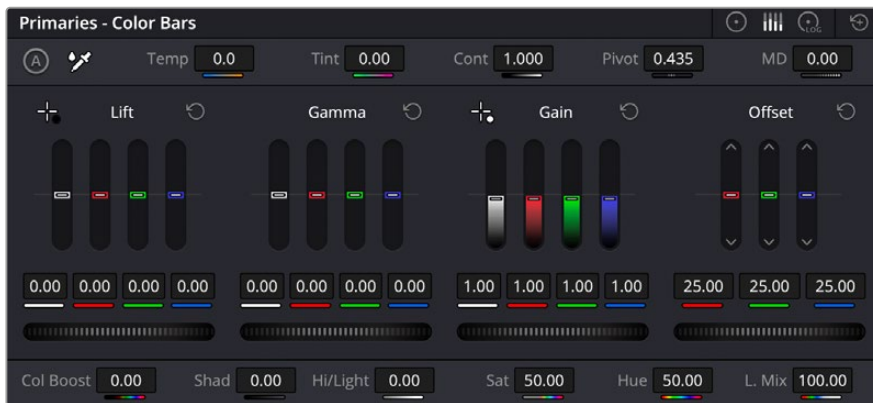 Primaries - Color Bars
LOG
A Temp 0.0 Tint 0.00 Cont 1.000 Pivot 0.435 MD 0.00
Lift Gamma Gain Offset
0.00 0.00 0.00 0.00 0.00 0.00 0.00 0.00 1.00 1.00 1.00 1.00 25.00 25.00 25.00
Col Boost 0.00 Shad 0.00 Hi/Light 0.00 Sat 50.00 Hue 50.00 L. Mix 100.00